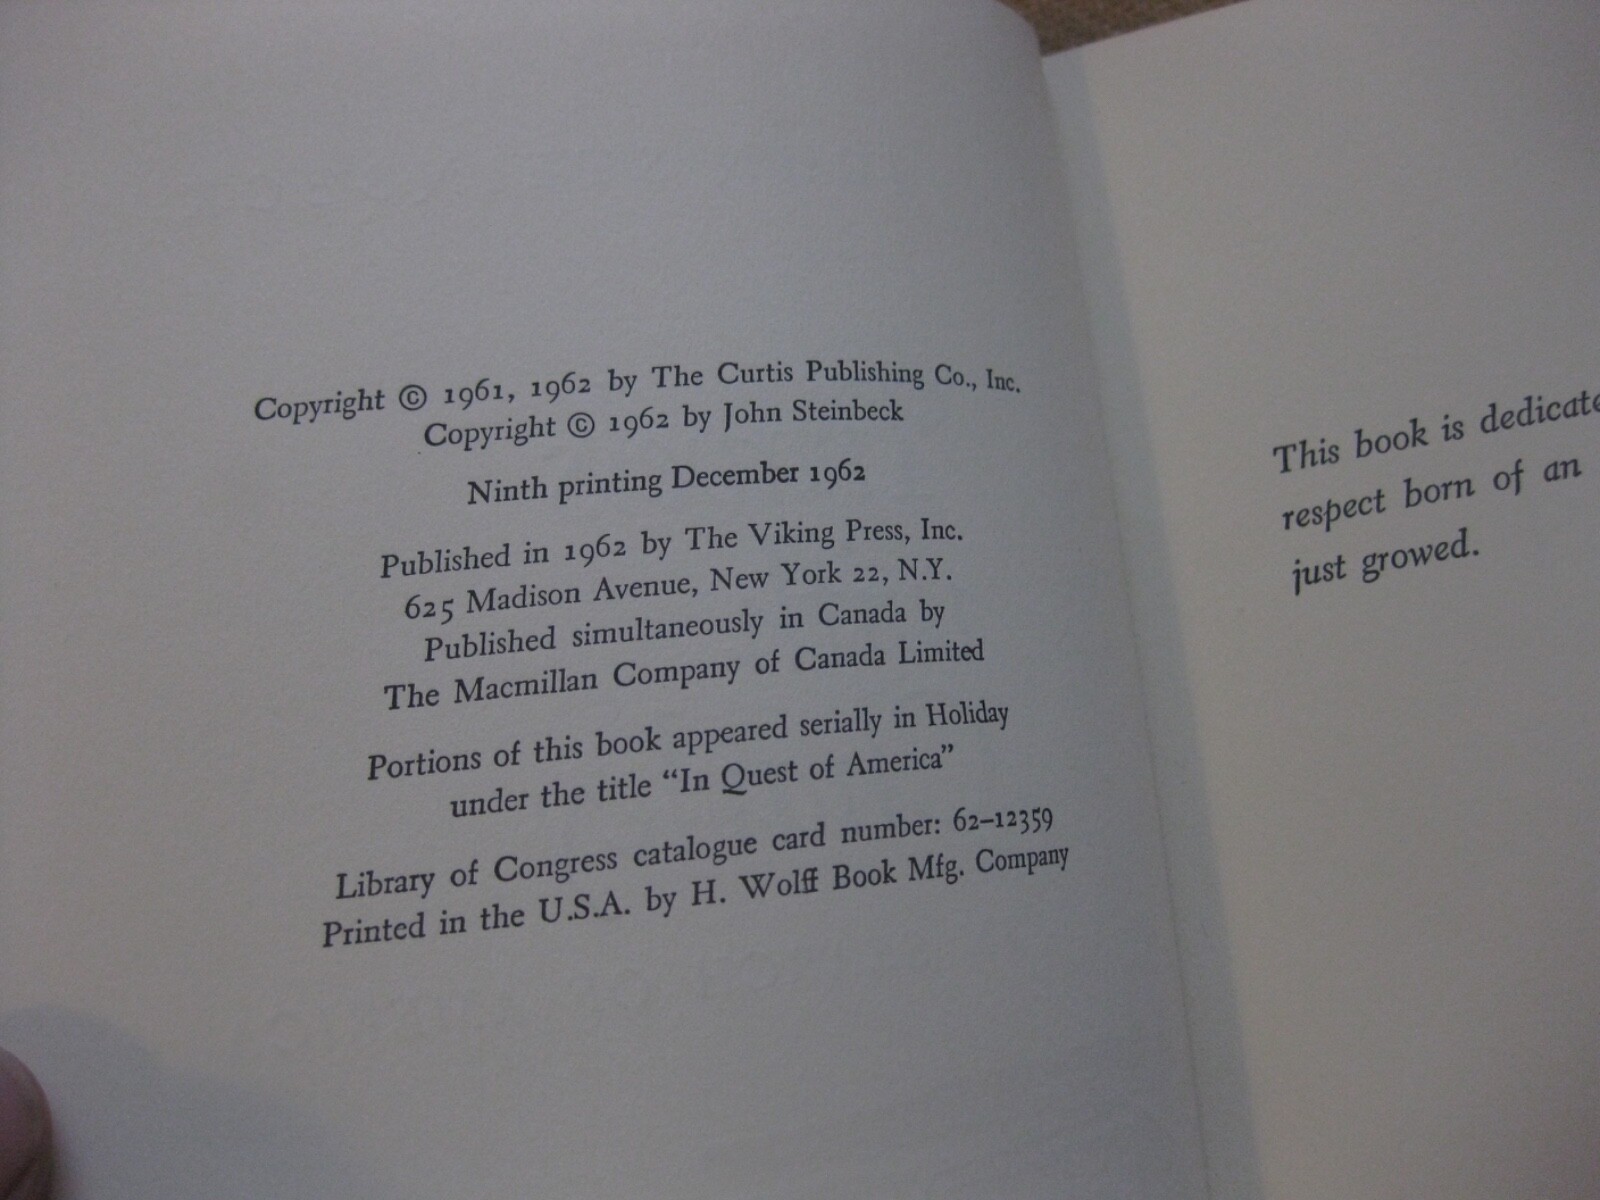 Copyright © 1961, 1962 by The Curtis Publishing Co., Inc.
Copyright © 1962 by John Steinbeck
Ninth printing December 1962
Published in 1962 by The Viking Press, Inc.
625 Madison Avenue, New York 22, N.Y.
Published simultaneously in Canada by
The Macmillan Company of Canada Limited
Portions of this book appeared serially in Holiday
under the title “In Quest of America”
Library of Congress catalogue card number: 62–12359
Printed in the U.S.A. by H. Wolff Book Mfg. Company
This book is dedicate
respect born of an
just growed.